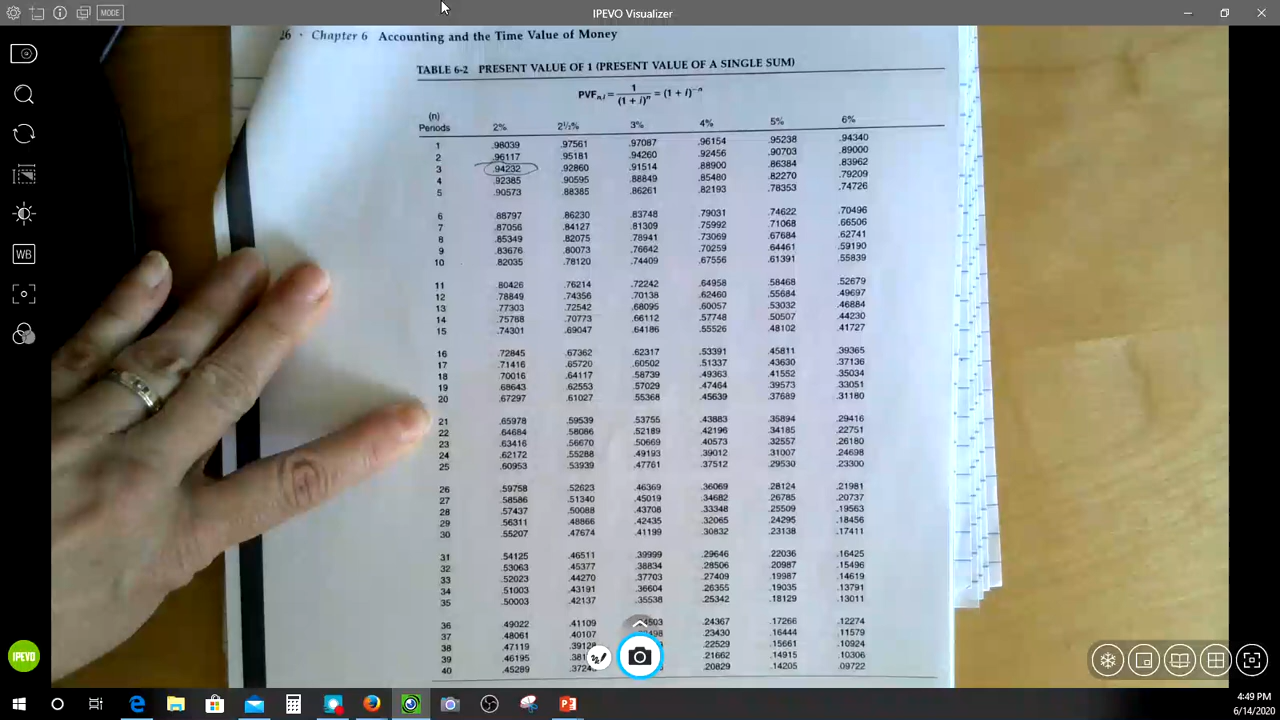 MODE
IPEVO Visualizer
26 · Chapter 6 Accounting and the Time Value of Money
TABLE 6-2 PRESENT VALUE OF 1 (PRESENT VALUE OF A SINGLE SUM)
PVFn,i = 1 / (1 + i)^n = (1 + i)^-n
(n)
Periods 2% 2½% 3% 4% 5% 6%
1 .98039 .97561 .97087 .96154 .95238 .94340
2 .96117 .95181 .94260 .92456 .90703 .89000
3 .94232 .92860 .91514 .88900 .86384 .83962
4 .92385 .90595 .88849 .85480 .82270 .79209
5 .90573 .88385 .86261 .82193 .78353 .74726
6 .88797 .86230 .83748 .79031 .74622 .70496
7 .87056 .84127 .81309 .75992 .71068 .66506
8 .85349 .82075 .78941 .73069 .67684 .62741
9 .83676 .80073 .76642 .70259 .64461 .59190
10 .82035 .78120 .74409 .67556 .61391 .55839
11 .80426 .76214 .72242 .64958 .58468 .52679
12 .78849 .74356 .70138 .62460 .55684 .49697
13 .77303 .72542 .68095 .60057 .53032 .46884
14 .75788 .70773 .66112 .57748 .50507 .44230
15 .74301 .69047 .64186 .55526 .48102 .41727
16 .72845 .67362 .62317 .53391 .45811 .39365
17 .71416 .65720 .60502 .51337 .43630 .37136
18 .70016 .64117 .58739 .49363 .41552 .35034
19 .68643 .62553 .57029 .47464 .39573 .33051
20 .67297 .61027 .55368 .45639 .37689 .31180
21 .65978 .59539 .53755 .43883 .35894 .29416
22 .64684 .58086 .52189 .42196 .34185 .22751
23 .63416 .56670 .50669 .40573 .32557 .26180
24 .62172 .55288 .49193 .39012 .31007 .24698
25 .60953 .53939 .47761 .37512 .29530 .23300
26 .59758 .52623 .46369 .36069 .28124 .21981
27 .58586 .51340 .45019 .34682 .26785 .20737
28 .57437 .50088 .43708 .33348 .25509 .19563
29 .56311 .48866 .42435 .32065 .24295 .18456
30 .55207 .47674 .41199 .30832 .23138 .17411
31 .54125 .46511 .39999 .29646 .22036 .16425
32 .53063 .45377 .38834 .28506 .20987 .15496
33 .52023 .44270 .37703 .27409 .19987 .14619
34 .51003 .43191 .36604 .26355 .19035 .13791
35 .50003 .42137 .35538 .25342 .18129 .13011
36 .49022 .41109 .24367 .17266 .12274
37 .48061 .40107 .23430 .16444 .11579
38 .47119 .22529 .15661 .10924
39 .46195 .21662 .14915 .10306
40 .45289 .20829 .14205 .09722
IPEVO
4:49 PM
6/14/2020